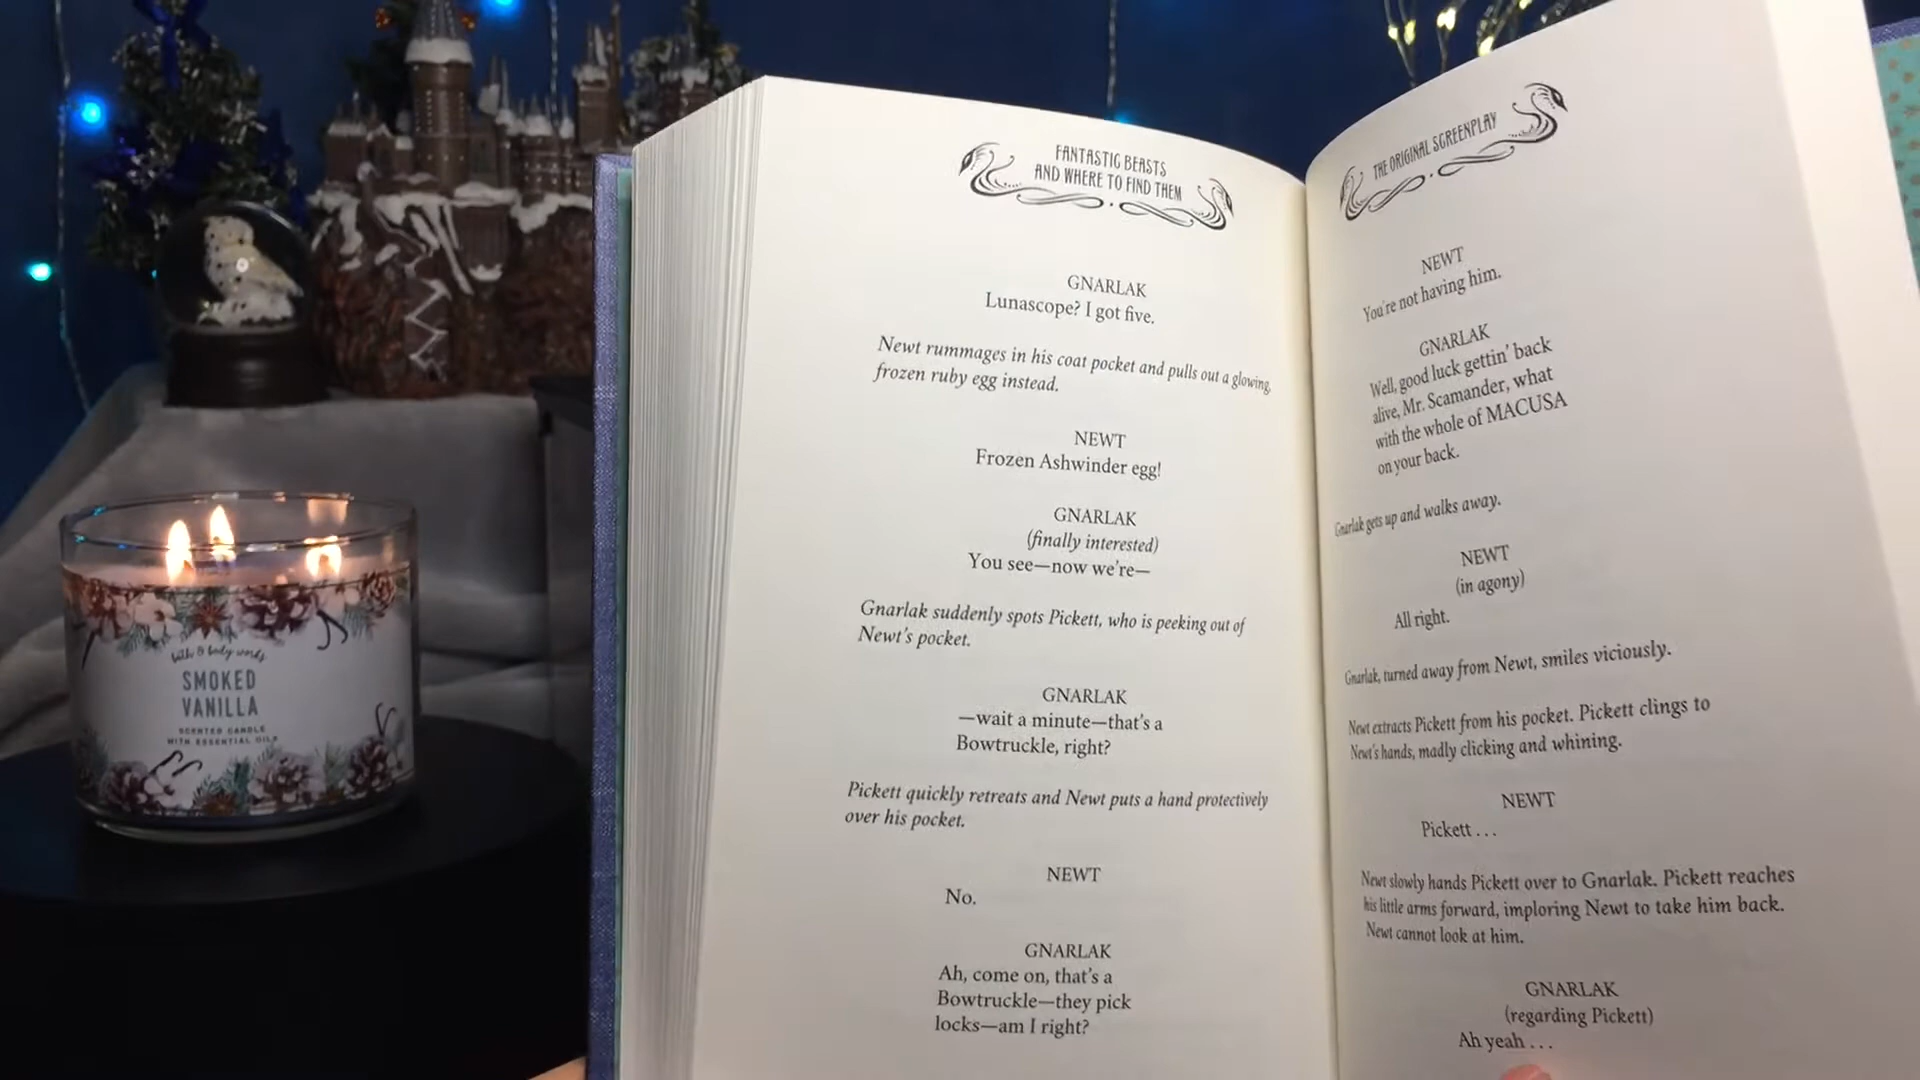 FANTASTIC BEASTS
AND WHERE TO FIND THEM
GNARLAK
Lunascope? I got five.
Newt rummages in his coat pocket and pulls out a glowing,
frozen ruby egg instead.
NEWT
Frozen Ashwinder egg!
GNARLAK
(finally interested)
You see—now we're—
Gnarlak suddenly spots Pickett, who is peeking out of
Newt's pocket.
GNARLAK
—wait a minute—that's a
Bowtruckle, right?
Pickett quickly retreats and Newt puts a hand protectively
over his pocket.
NEWT
No.
GNARLAK
Ah, come on, that's a
Bowtruckle—they pick
locks—am I right?
THE ORIGINAL SCREENPLAY
NEWT
You're not having him.
GNARLAK
Well, good luck gettin' back
alive, Mr. Scamander, what
with the whole of MACUSA
on your back.
Gnarlak gets up and walks away.
NEWT
(in agony)
All right.
Gnarlak, turned away from Newt, smiles viciously.
Newt extracts Pickett from his pocket. Pickett clings to
Newt's hands, madly clicking and whining.
NEWT
Pickett . . .
Newt slowly hands Pickett over to Gnarlak. Pickett reaches
his little arms forward, imploring Newt to take him back.
Newt cannot look at him.
GNARLAK
(regarding Pickett)
Ah yeah . . .
bath & body works
SMOKED
VANILLA
SCENTED CANDLE
WITH ESSENTIAL OILS